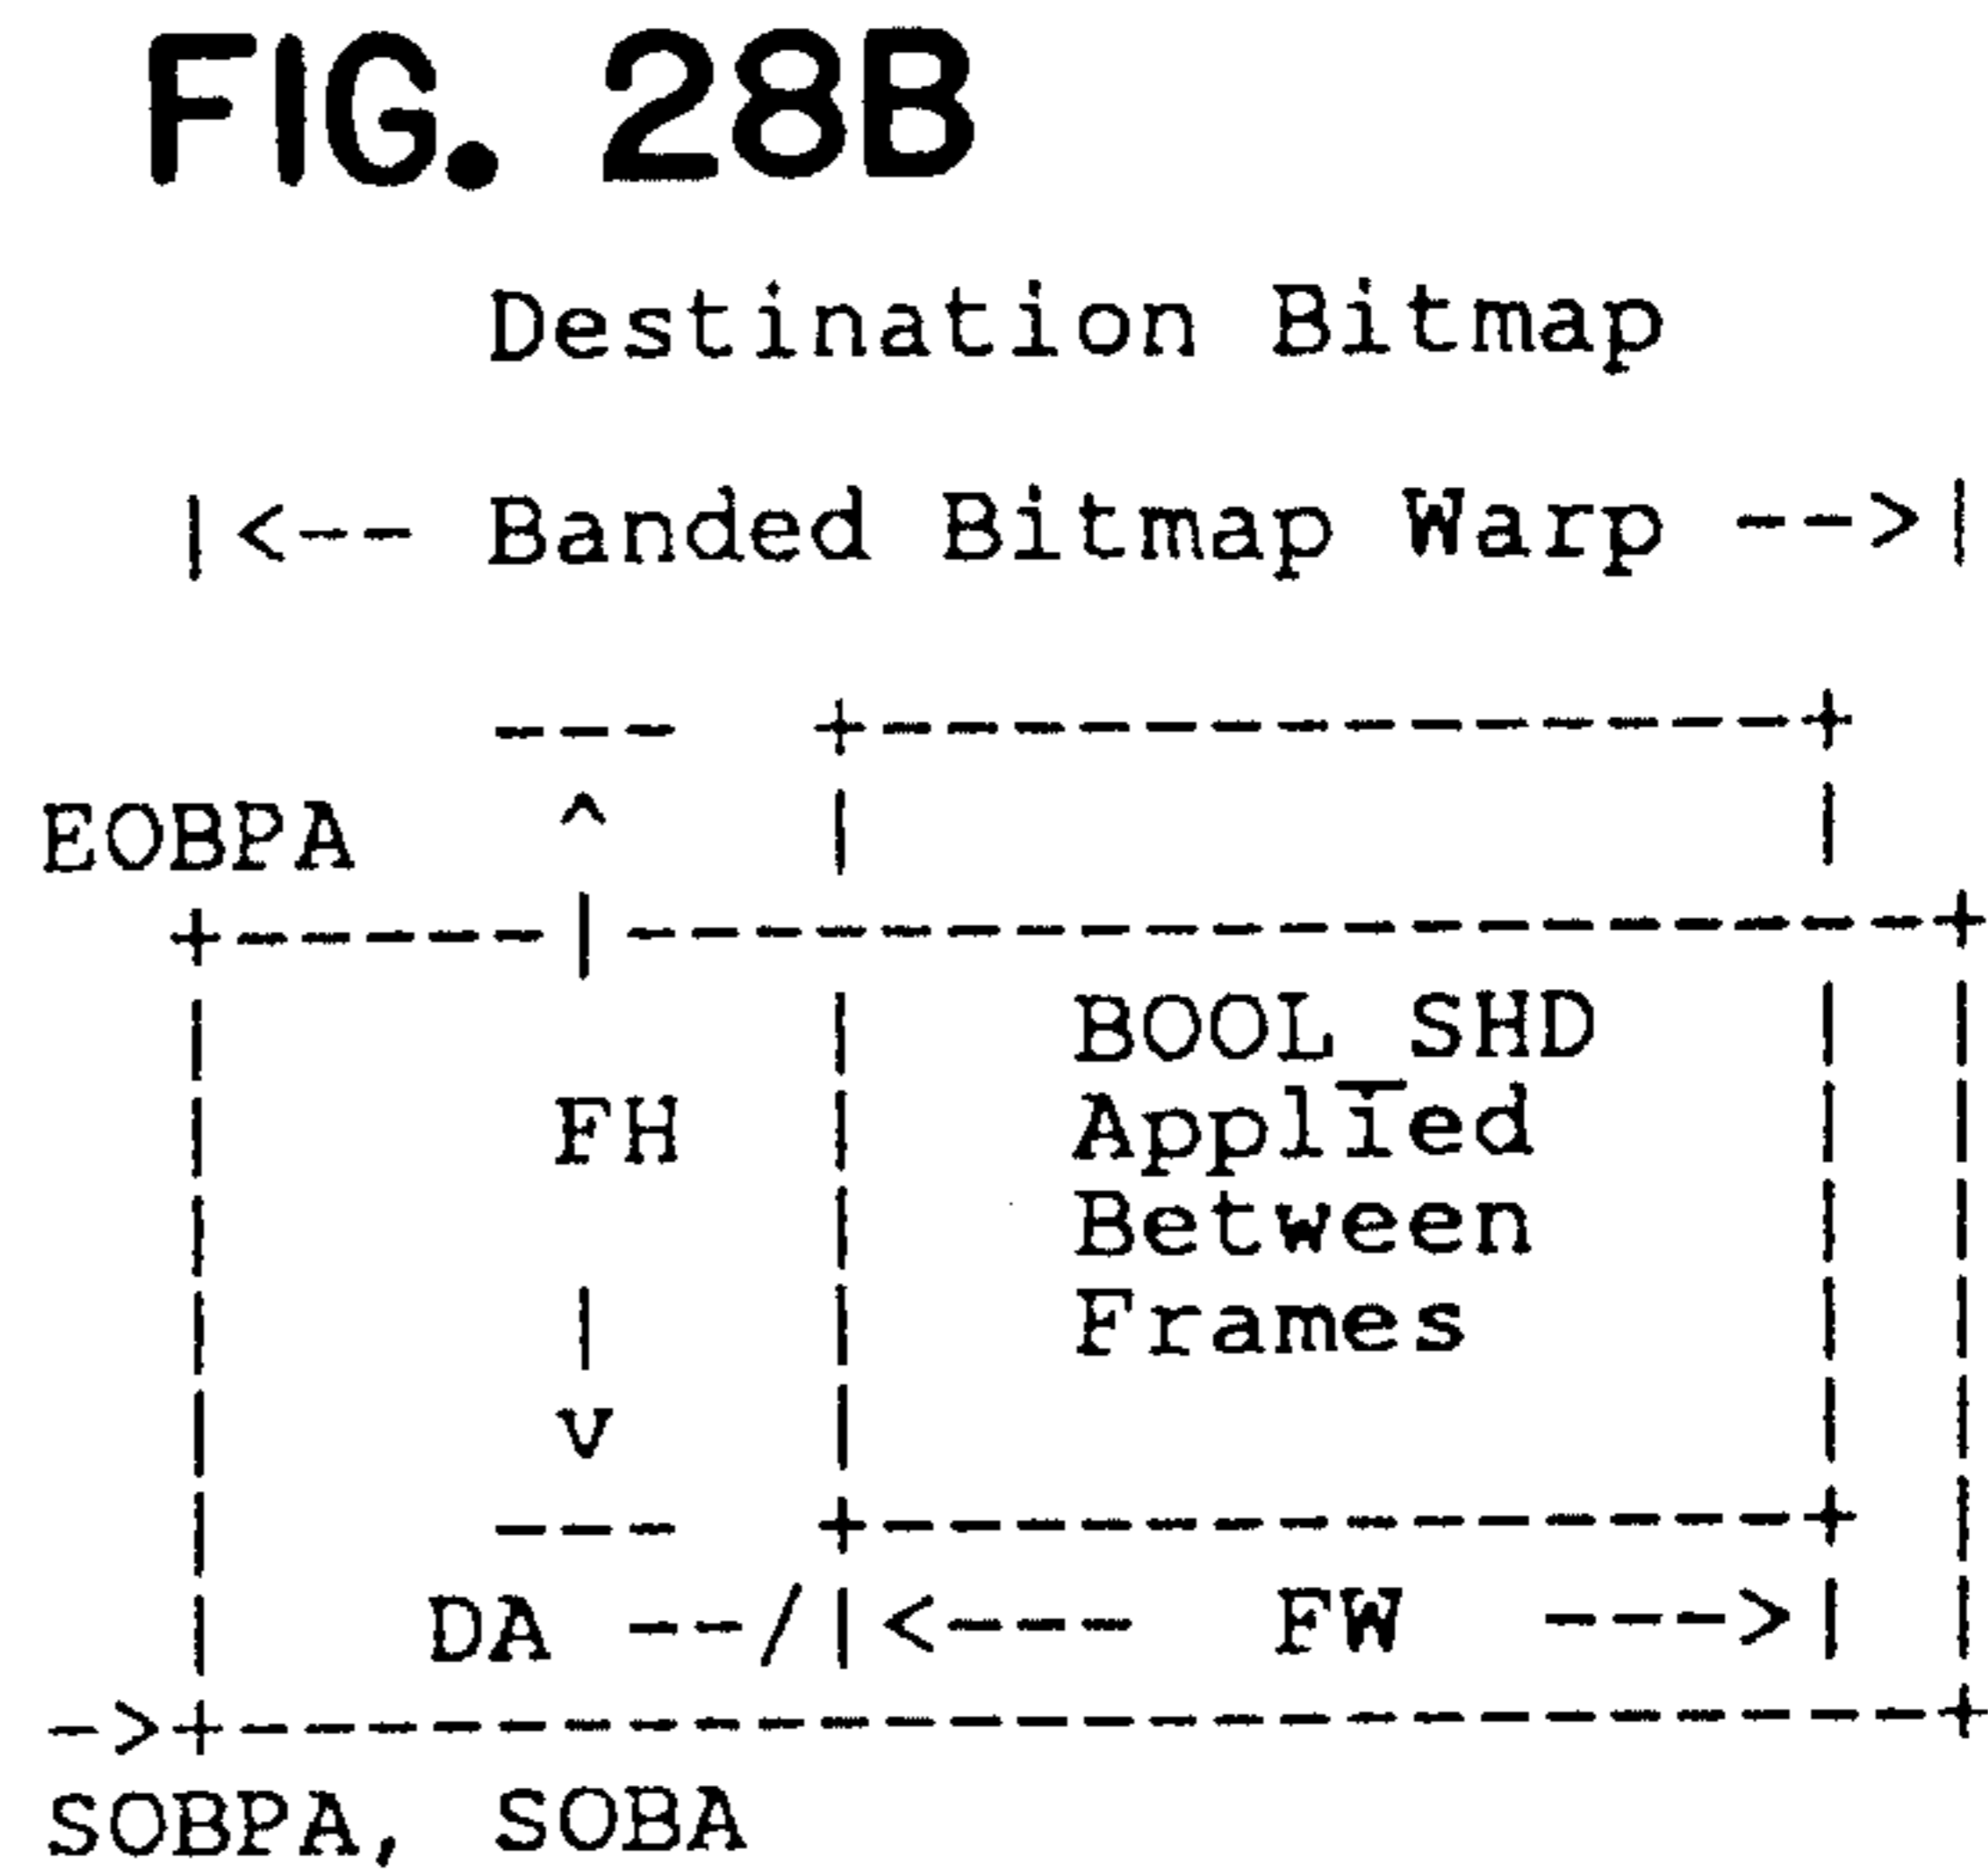 FIG. 28B
Destination Bitmap
|<-- Banded Bitmap Warp -->|
EOBPA
BOOL_SHD
FH
Applied
Between
Frames
DA --/|<--- FW --->|
->+
SOBPA, SOBA